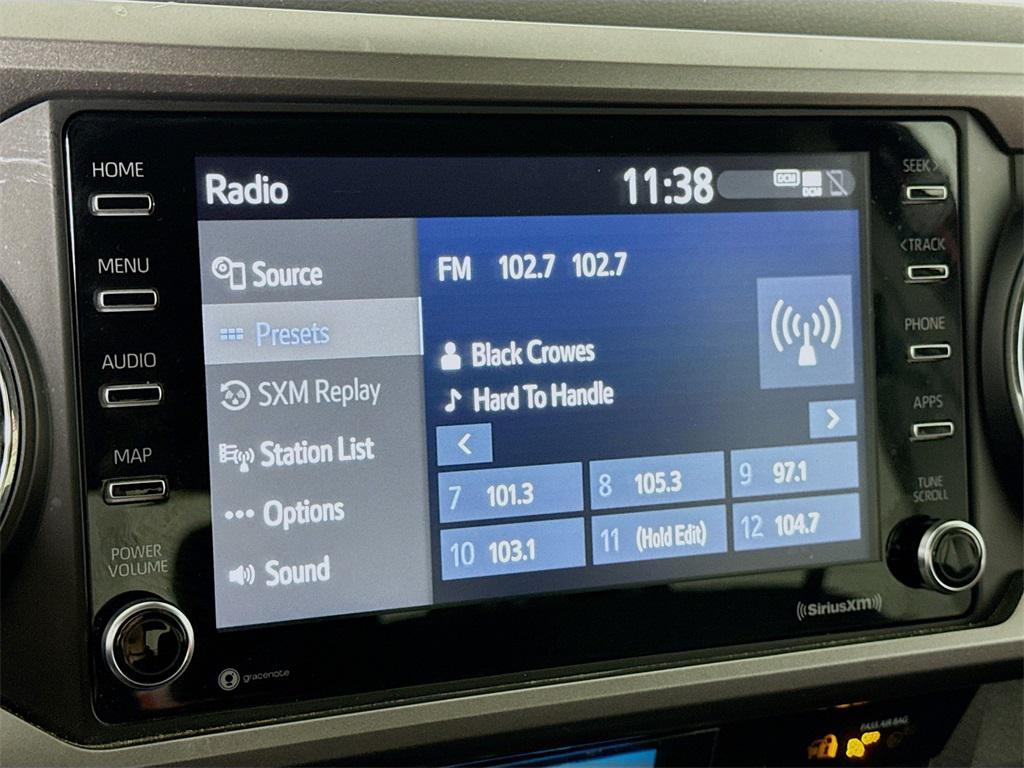 HOME
MENU
AUDIO
MAP
POWER
VOLUME
Radio
11:38
DCM
DCM
Source
Presets
SXM Replay
Station List
••• Options
Sound
FM 102.7 102.7
Black Crowes
Hard To Handle
<
>
7 101.3
8 105.3
9 97.1
10 103.1
11 (Hold Edit)
12 104.7
SEEK>
<TRACK
PHONE
APPS
TUNE
SCROLL
gracenote
((SiriusXM))
PASS AIR BAG